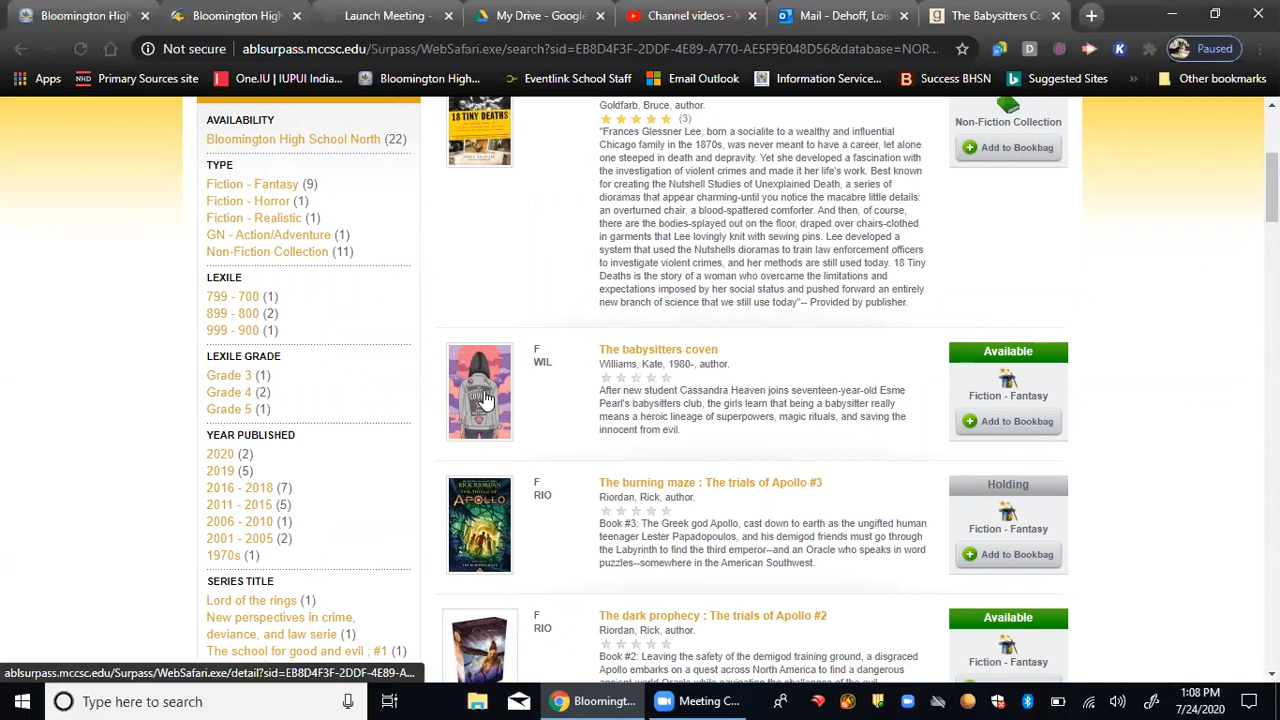 Bloomington High
Bloomington High
Launch Meeting -
My Drive - Google
Channel videos -
Mail - Dehoff, Lois
The Babysitters Co
Not secure
ablsurpass.mccsc.edu/Surpass/WebSafari.exe/search?sid=EB8D4F3F-2DDF-4E89-A770-AE5F9E048D56&database=NOR...
Paused
Apps
NHD
Primary Sources site
One.IU | IUPUI India...
Bloomington High...
Eventlink School Staff
Email Outlook
Information Service...
Success BHSN
Suggested Sites
»
Other bookmarks
AVAILABILITY
Bloomington High School North (22)
TYPE
Fiction - Fantasy (9)
Fiction - Horror (1)
Fiction - Realistic (1)
GN - Action/Adventure (1)
Non-Fiction Collection (11)
LEXILE
799 - 700 (1)
899 - 800 (2)
999 - 900 (1)
LEXILE GRADE
Grade 3 (1)
Grade 4 (2)
Grade 5 (1)
YEAR PUBLISHED
2020 (2)
2019 (5)
2016 - 2018 (7)
2011 - 2015 (5)
2006 - 2010 (1)
2001 - 2005 (2)
1970s (1)
SERIES TITLE
Lord of the rings (1)
New perspectives in crime,
deviance, and law serie (1)
The school for good and evil ; #1 (1)
18 TINY DEATHS
Goldfarb, Bruce, author.
(3)
"Frances Glessner Lee, born a socialite to a wealthy and influential
Chicago family in the 1870s, was never meant to have a career, let alone
one steeped in death and depravity. Yet she developed a fascination with
the investigation of violent crimes and made it her life's work. Best known
for creating the Nutshell Studies of Unexplained Death, a series of
dioramas that appear charming-until you notice the macabre little details:
an overturned chair, a blood-spattered comforter. And then, of course,
there are the bodies-splayed out on the floor, draped over chairs-clothed
in garments that Lee lovingly knit with sewing pins. Lee developed a
system that used the Nutshells dioramas to train law enforcement officers
to investigate violent crimes, and her methods are still used today. 18 Tiny
Deaths is the story of a woman who overcame the limitations and
expectations imposed by her social status and pushed forward an entirely
new branch of science that we still use today"-- Provided by publisher.
Non-Fiction Collection
Add to Bookbag
F
WIL
The babysitters coven
Williams, Kate, 1980-, author.
After new student Cassandra Heaven joins seventeen-year-old Esme
Pearl's babysitters club, the girls learn that being a babysitter really
means a heroic lineage of superpowers, magic rituals, and saving the
innocent from evil.
Available
Fiction - Fantasy
Add to Bookbag
RICK RIORDAN
THE TRIALS OF
APOLLO
F
RIO
The burning maze : The trials of Apollo #3
Riordan, Rick, author.
Book #3: The Greek god Apollo, cast down to earth as the ungifted human
teenager Lester Papadopoulos, and his demigod friends must go through
the Labyrinth to find the third emperor--and an Oracle who speaks in word
puzzles--somewhere in the American Southwest.
Holding
Fiction - Fantasy
Add to Bookbag
F
RIO
The dark prophecy : The trials of Apollo #2
Riordan, Rick, author.
Book #2: Leaving the safety of the demigod training ground, a disgraced
Apollo embarks on a quest across North America to find a dangerous
Available
Fiction - Fantasy
ablsurpass.mccsc.edu/Surpass/WebSafari.exe/detail?sid=EB8D4F3F-2DDF-4E89-A...
Type here to search
Bloomingt...
Meeting C...
1:08 PM
7/24/2020